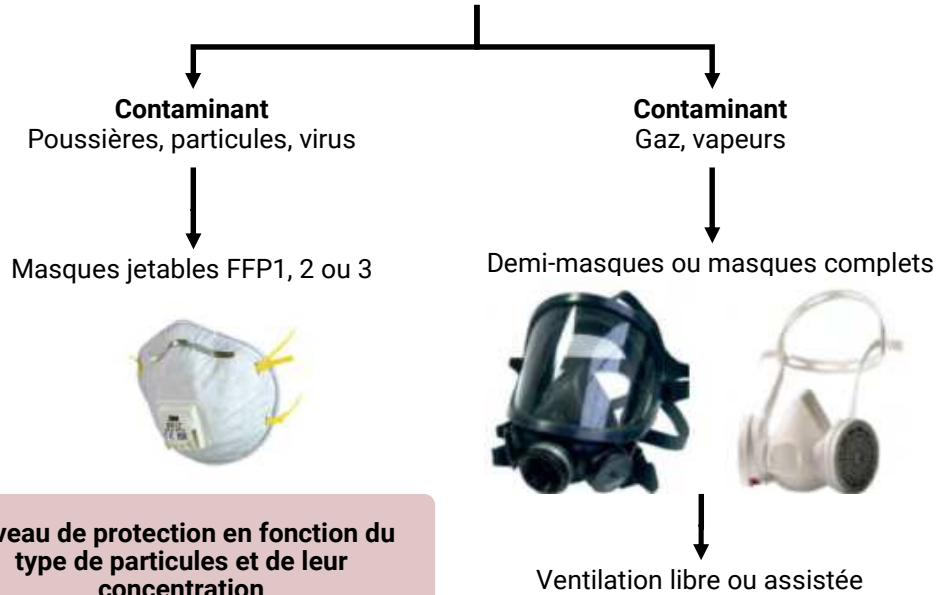 Contaminant
Poussières, particules, virus
Contaminant
Gaz, vapeurs
Masques jetables FFP1, 2 ou 3
Demi-masques ou masques complets
3M
veau de protection en fonction du
type de particules et de leur
concentration
Ventilation libre ou assistée